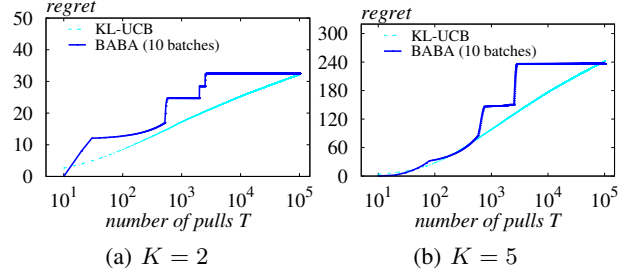 regret
50
40
30
20
10
0
KL-UCB
BABA (10 batches)
10^1 10^2 10^3 10^4 10^5
number of pulls T
(a) K = 2
regret
300
240
180
120
60
0
KL-UCB
BABA (10 batches)
10^1 10^2 10^3 10^4 10^5
number of pulls T
(b) K = 5